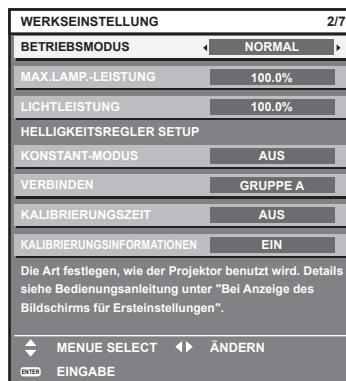 WERKSEINSTELLUNG 2/7
BETRIEBSMODUS NORMAL
MAX.LAMP.-LEISTUNG 100.0%
LICHTLEISTUNG 100.0%
HELLIGKEITSREGLER SETUP
KONSTANT-MODUS AUS
VERBINDEN GRUPPE A
KALIBRIERUNGSZEIT AUS
KALIBRIERUNGSINFORMATIONEN EIN
Die Art festlegen, wie der Projektor benutzt wird. Details
siehe Bedienungsanleitung unter "Bei Anzeige des
Bildschirms für Ersteinstellungen".
MENUE SELECT ÄNDERN
ENTER EINGABE